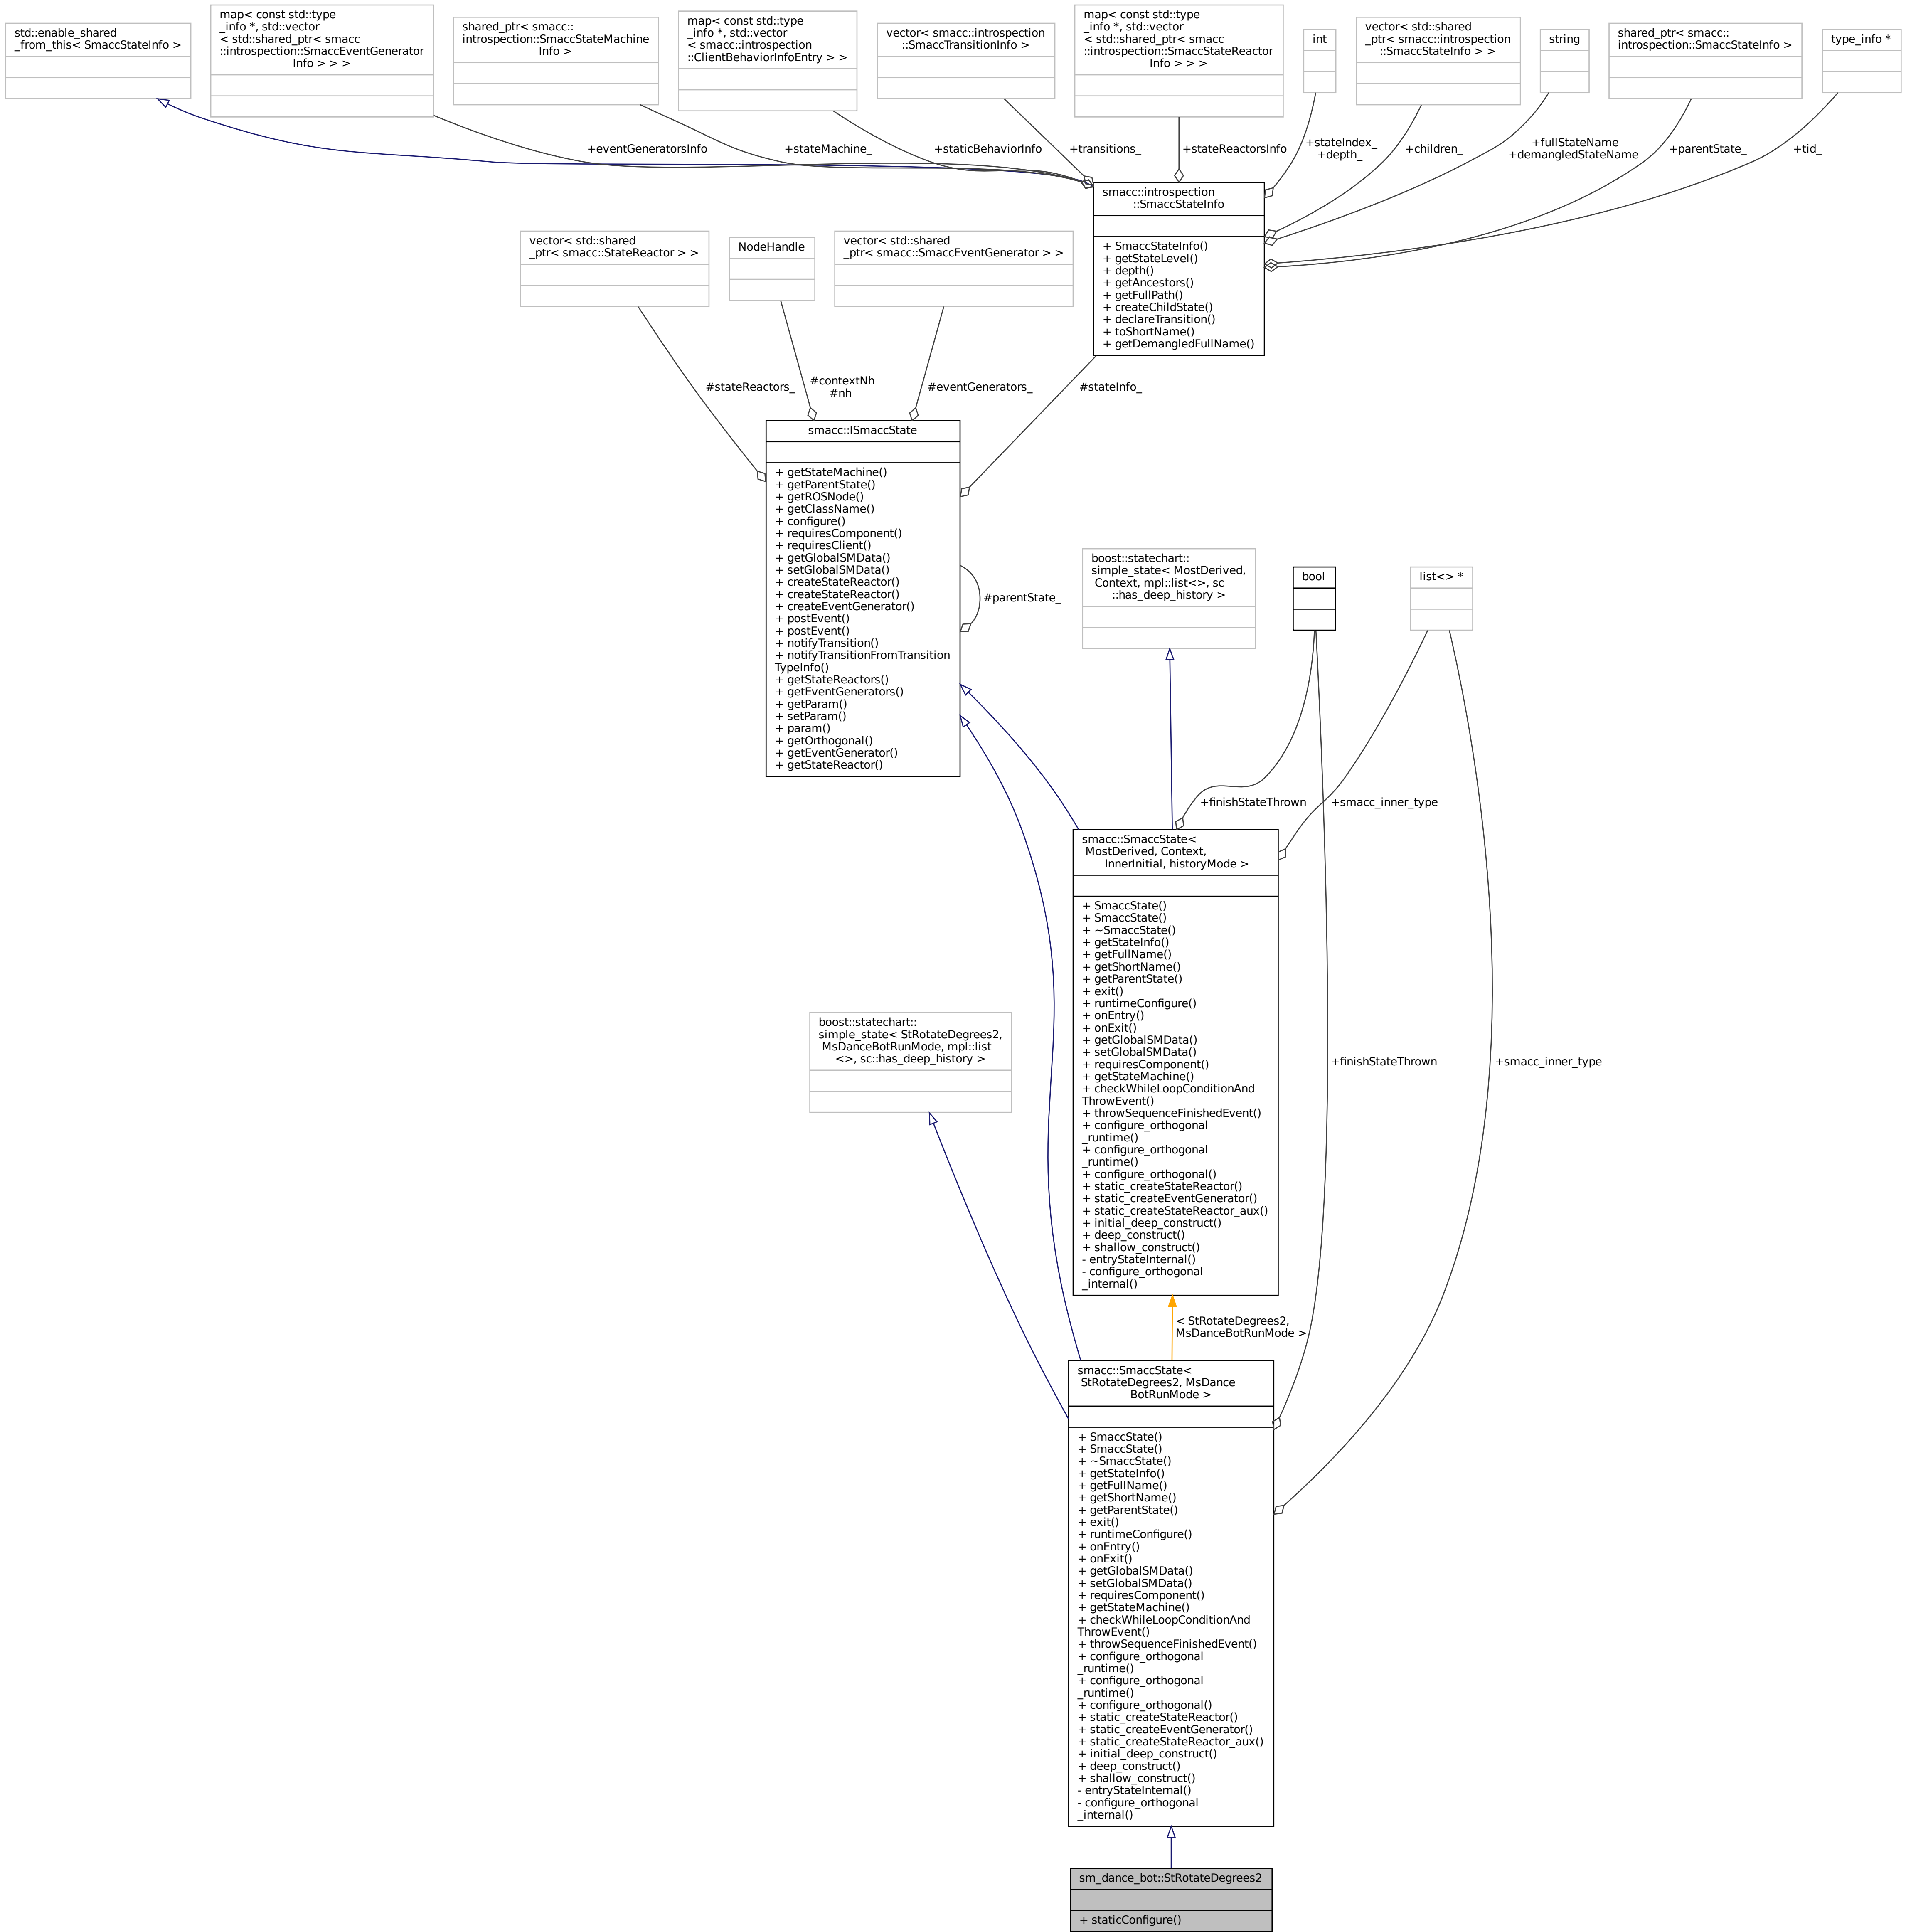 std::enable_shared
_from_this< SmaccStateInfo >
map< const std::type
_info *, std::vector
< std::shared_ptr< smacc
::introspection::SmaccEventGenerator
Info > > >
shared_ptr< smacc::
introspection::SmaccStateMachine
Info >
map< const std::type
_info *, std::vector
< smacc::introspection
::ClientBehaviorInfoEntry > >
vector< smacc::introspection
::SmaccTransitionInfo >
map< const std::type
_info *, std::vector
< std::shared_ptr< smacc
::introspection::SmaccStateReactor
Info > > >
int
vector< std::shared
_ptr< smacc::introspection
::SmaccStateInfo > >
string
shared_ptr< smacc::
introspection::SmaccStateInfo >
type_info *
+eventGeneratorsInfo
+stateMachine_
+staticBehaviorInfo
+transitions_
+stateReactorsInfo
+stateIndex_
+depth_
+children_
+fullStateName
+demangledStateName
+parentState_
+tid_
smacc::introspection
::SmaccStateInfo
+ SmaccStateInfo()
+ getStateLevel()
+ depth()
+ getAncestors()
+ getFullPath()
+ createChildState()
+ declareTransition()
+ toShortName()
+ getDemangledFullName()
vector< std::shared
_ptr< smacc::StateReactor > >
NodeHandle
vector< std::shared
_ptr< smacc::SmaccEventGenerator > >
#stateReactors_
#contextNh
#nh
#eventGenerators_
#stateInfo_
smacc::ISmaccState
+ getStateMachine()
+ getParentState()
+ getROSNode()
+ getClassName()
+ configure()
+ requiresComponent()
+ requiresClient()
+ getGlobalSMData()
+ setGlobalSMData()
+ createStateReactor()
+ createStateReactor()
+ createEventGenerator()
+ postEvent()
+ postEvent()
+ notifyTransition()
+ notifyTransitionFromTransition
TypeInfo()
+ getStateReactors()
+ getEventGenerators()
+ getParam()
+ setParam()
+ param()
+ getOrthogonal()
+ getEventGenerator()
+ getStateReactor()
#parentState_
boost::statechart::
simple_state< MostDerived,
Context, mpl::list<>, sc
::has_deep_history >
bool
list<> *
+finishStateThrown
+smacc_inner_type
smacc::SmaccState<
MostDerived, Context,
InnerInitial, historyMode >
+ SmaccState()
+ SmaccState()
+ ~SmaccState()
+ getStateInfo()
+ getFullName()
+ getShortName()
+ getParentState()
+ exit()
+ runtimeConfigure()
+ onEntry()
+ onExit()
+ getGlobalSMData()
+ setGlobalSMData()
+ requiresComponent()
+ getStateMachine()
+ checkWhileLoopConditionAnd
ThrowEvent()
+ throwSequenceFinishedEvent()
+ configure_orthogonal
_runtime()
+ configure_orthogonal
_runtime()
+ configure_orthogonal()
+ static_createStateReactor()
+ static_createEventGenerator()
+ static_createStateReactor_aux()
+ initial_deep_construct()
+ deep_construct()
+ shallow_construct()
- entryStateInternal()
- configure_orthogonal
_internal()
boost::statechart::
simple_state< StRotateDegrees2,
MsDanceBotRunMode, mpl::list
<>, sc::has_deep_history >
+finishStateThrown
+smacc_inner_type
< StRotateDegrees2,
MsDanceBotRunMode >
smacc::SmaccState<
StRotateDegrees2, MsDance
BotRunMode >
+ SmaccState()
+ SmaccState()
+ ~SmaccState()
+ getStateInfo()
+ getFullName()
+ getShortName()
+ getParentState()
+ exit()
+ runtimeConfigure()
+ onEntry()
+ onExit()
+ getGlobalSMData()
+ setGlobalSMData()
+ requiresComponent()
+ getStateMachine()
+ checkWhileLoopConditionAnd
ThrowEvent()
+ throwSequenceFinishedEvent()
+ configure_orthogonal
_runtime()
+ configure_orthogonal
_runtime()
+ configure_orthogonal()
+ static_createStateReactor()
+ static_createEventGenerator()
+ static_createStateReactor_aux()
+ initial_deep_construct()
+ deep_construct()
+ shallow_construct()
- entryStateInternal()
- configure_orthogonal
_internal()
sm_dance_bot::StRotateDegrees2
+ staticConfigure()